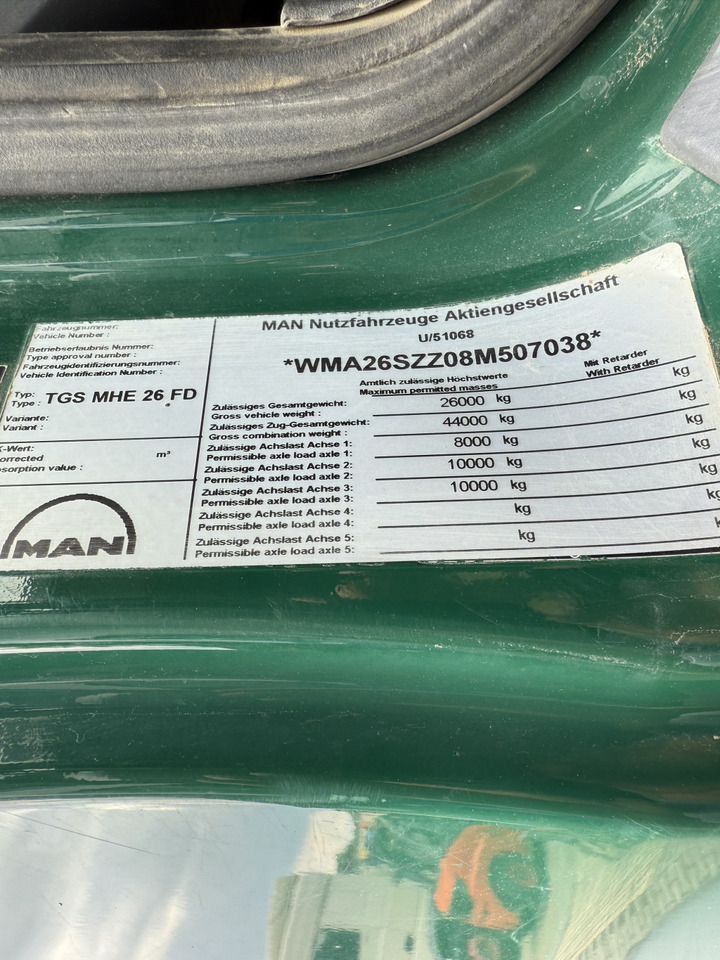 MAN Nutzfahrzeuge Aktiengesellschaft
U/51068
*WMA26SZZ08M507038*
Fahrzeugnummer:
Vehicle Number :
Betriebserlaubnis Nummer:
Type approval number :
Fahrzeugidentifizierungsnummer:
Vehicle Identification Number :
Typ:
Type : TGS MHE 26 FD
Variante:
Variant :
K-Wert:
m³
MAN
Amtlich zulässige Höchstwerte Mit Retarder
Maximum permitted masses With Retarder
Zulässiges Gesamtgewicht: 26000 kg kg
Gross vehicle weight :
Zulässiges Zug-Gesamtgewicht: 44000 kg kg
Gross combination weight :
Zulässige Achslast Achse 1: 8000 kg kg
Permissible axle load axle 1:
Zulässige Achslast Achse 2: 10000 kg kg
Permissible axle load axle 2:
Zulässige Achslast Achse 3: 10000 kg kg
Permissible axle load axle 3:
Zulässige Achslast Achse 4: kg kg
Permissible axle load axle 4:
Zulässige Achslast Achse 5: kg
Permissible axle load axle 5: